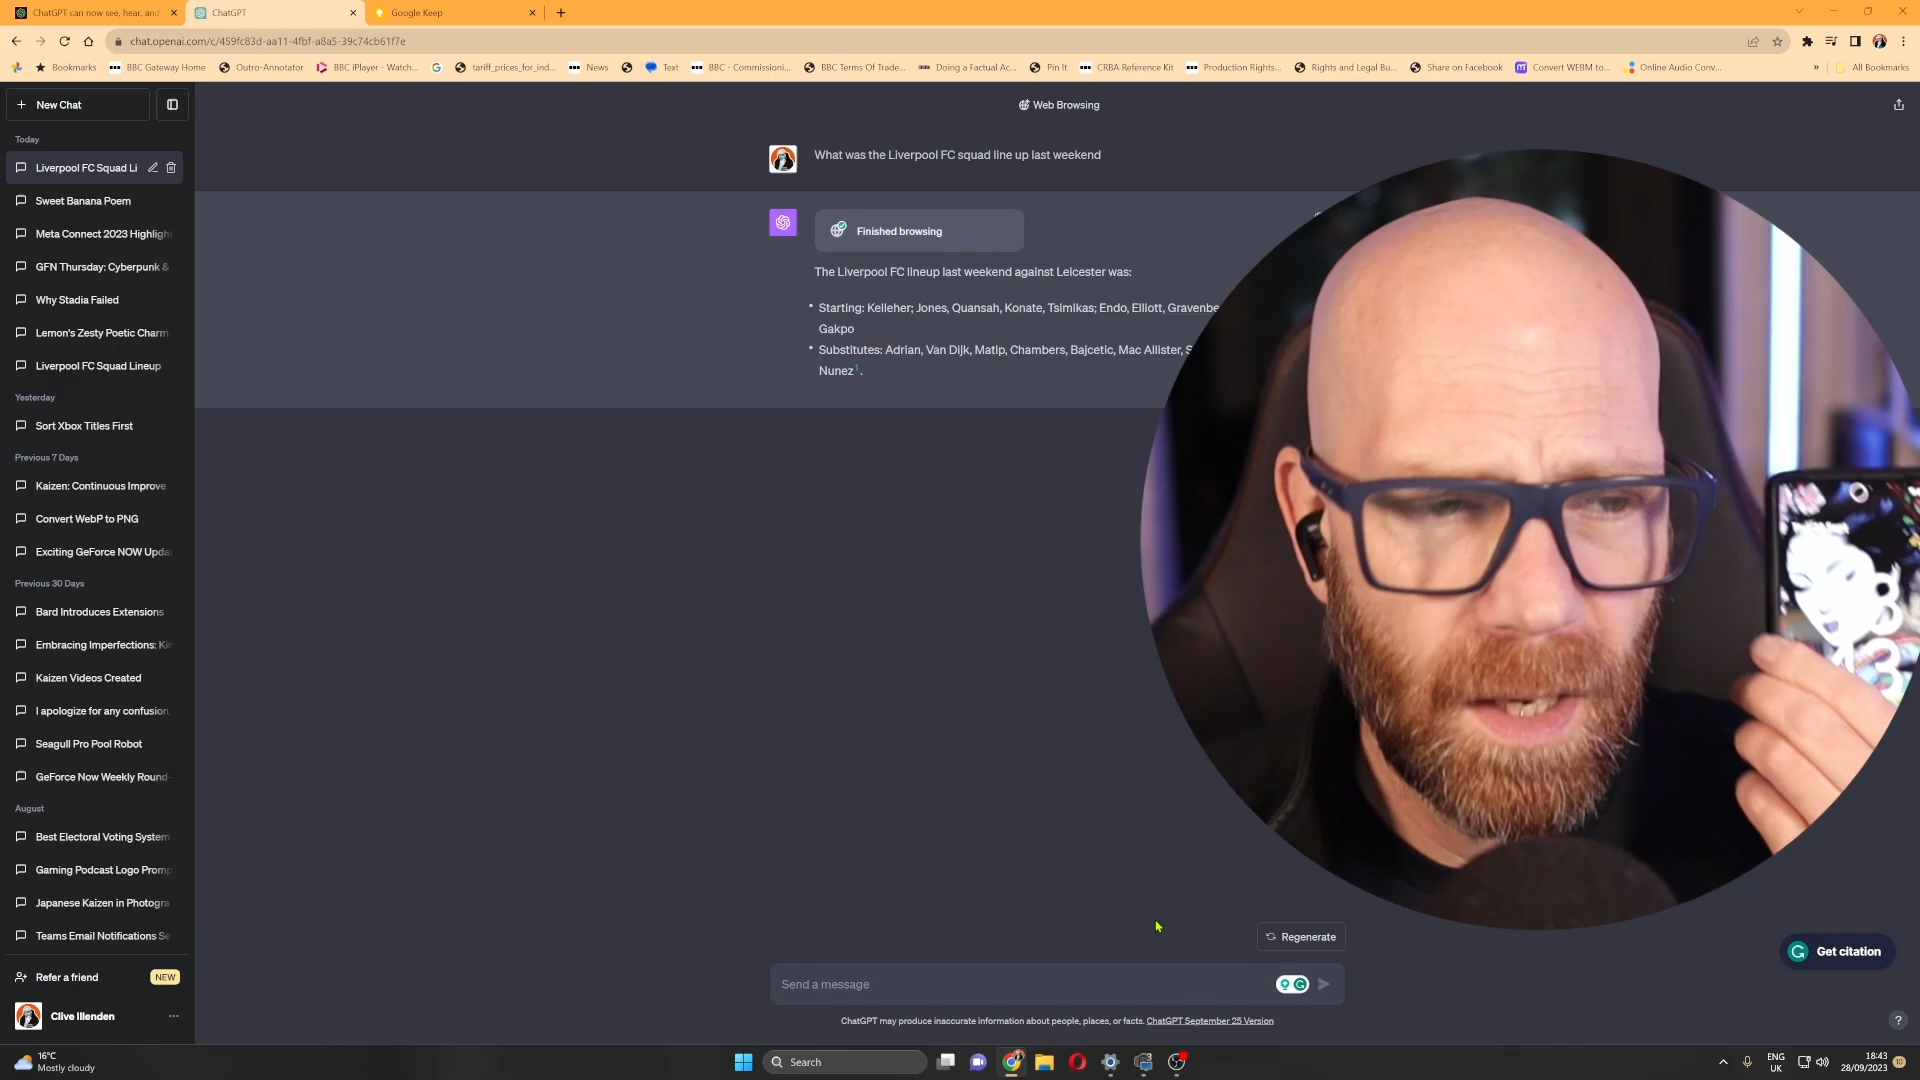 ChatGPT can now see, hear, and
ChatGPT
Google Keep
chat.openai.com/c/459fc83d-aa11-4fbf-a8a5-39c74cb61f7e
Bookmarks
BBC Gateway Home
Outro-Annotator
BBC iPlayer - Watch...
tariff_prices_for_ind...
News
Text
BBC - Commissioni...
BBC Terms Of Trade...
Doing a Factual Ac...
Pin It
CRBA Reference Kit
Production Rights...
Rights and Legal Bu...
Share on Facebook
Convert WEBM to...
Online Audio Conv...
»
All Bookmarks
New Chat
Web Browsing
Today
Liverpool FC Squad Li
Sweet Banana Poem
Meta Connect 2023 Highlight
GFN Thursday: Cyberpunk &
Why Stadia Failed
Lemon's Zesty Poetic Charm
Liverpool FC Squad Lineup
Yesterday
Sort Xbox Titles First
Previous 7 Days
Kaizen: Continuous Improve
Convert WebP to PNG
Exciting GeForce NOW Upda
Previous 30 Days
Bard Introduces Extensions
Embracing Imperfections: Kin
Kaizen Videos Created
I apologize for any confusion,
Seagull Pro Pool Robot
GeForce Now Weekly Round-
August
Best Electoral Voting System
Gaming Podcast Logo Promp
Japanese Kaizen in Photogra
Teams Email Notifications Se
Refer a friend
NEW
Clive Illenden
What was the Liverpool FC squad line up last weekend
Finished browsing
The Liverpool FC lineup last weekend against Leicester was:
• Starting: Kelleher; Jones, Quansah, Konate, Tsimikas; Endo, Elliott, Gravenbe
Gakpo
• Substitutes: Adrian, Van Dijk, Matip, Chambers, Bajcetic, Mac Allister, S
Nunez¹.
Regenerate
Get citation
Send a message
ChatGPT may produce inaccurate information about people, places, or facts. ChatGPT September 25 Version
?
16°C
Mostly cloudy
Search
ENG
UK
18:43
28/09/2023
10